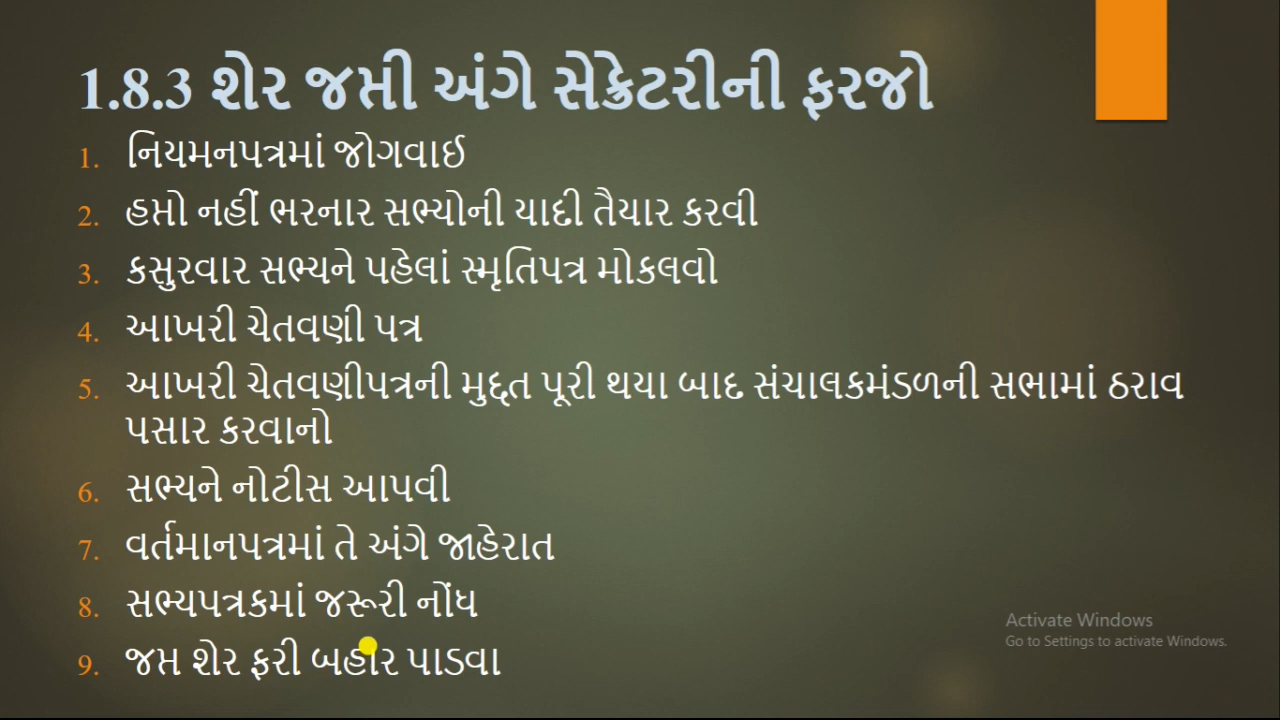 1.8.3 શેર જપ્તી અંગે સેક્રેટરીની ફરજો
1. નિયમનપત્રમાં જોગવાઈ
2. હપ્તો નહીં ભરનાર સભ્યોની યાદી તૈયાર કરવી
3. કસુરવાર સભ્યને પહેલાં સ્મૃતિપત્ર મોકલવો
4. આખરી ચેતવણી પત્ર
5. આખરી ચેતવણીપત્રની મુદ્દત પૂરી થયા બાદ સંચાલકમંડળની સભામાં ઠરાવ
પસાર કરવાનો
6. સભ્યને નોટીસ આપવી
7. વર્તમાનપત્રમાં તે અંગે જાહેરાત
8. સભ્યપત્રકમાં જરૂરી નોંધ
9. જપ્ત શેર ફરી બહાર પાડવા
Activate Windows
Go to Settings to activate Windows.